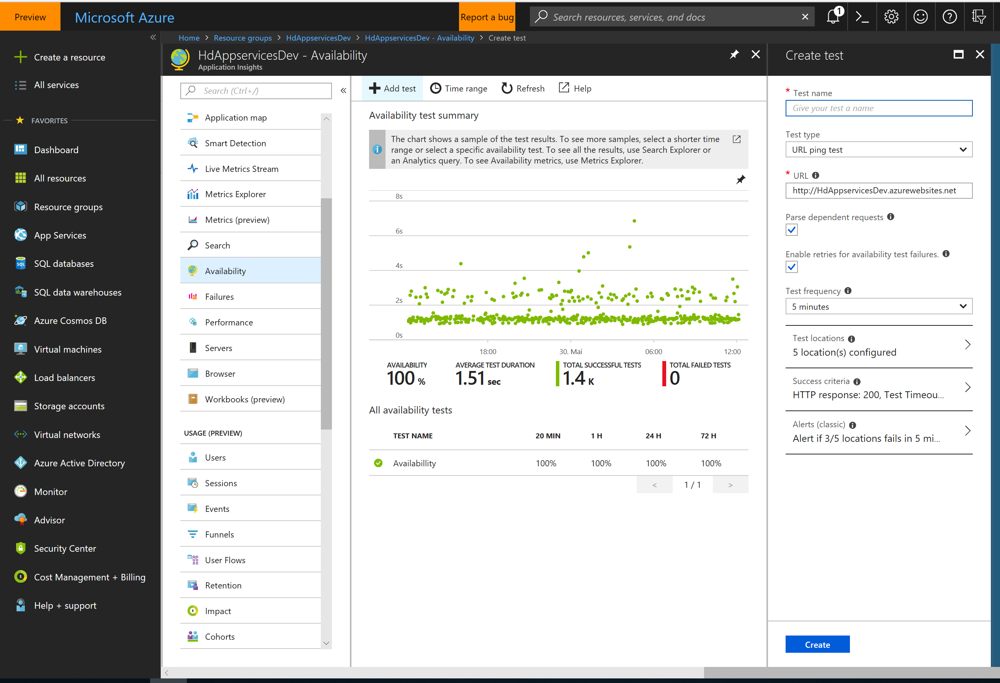 Preview
Microsoft Azure
Report a bug
Search resources, services, and docs
1
Home > Resource groups > HdAppservicesDev > HdAppservicesDev - Availability > Create test
Create a resource
All services
FAVORITES
Dashboard
All resources
Resource groups
App Services
SQL databases
SQL data warehouses
Azure Cosmos DB
Virtual machines
Load balancers
Storage accounts
Virtual networks
Azure Active Directory
Monitor
Advisor
Security Center
Cost Management + Billing
Help + support
HdAppservicesDev - Availability
Application Insights
Search (Ctrl+/)
Application map
Smart Detection
Live Metrics Stream
Metrics Explorer
Metrics (preview)
Search
Availability
Failures
Performance
Servers
Browser
Workbooks (preview)
USAGE (PREVIEW)
Users
Sessions
Events
Funnels
User Flows
Retention
Impact
Cohorts
Add test
Time range
Refresh
Help
Availability test summary
The chart shows a sample of the test results. To see more samples, select a shorter time
range or select a specific availability test. To see all the results, use Search Explorer or
an Analytics query. To see Availability metrics, use Metrics Explorer.
8s
6s
4s
2s
0s
18:00 30. Mai 06:00 12:00
AVAILABILITY
100 %
AVERAGE TEST DURATION
1.51 sec
TOTAL SUCCESSFUL TESTS
1.4 K
TOTAL FAILED TESTS
0
All availability tests
TEST NAME 20 MIN 1 H 24 H 72 H
Availabillity 100% 100% 100% 100%
< 1 / 1 >
Create test
* Test name
Give your test a name
Test type
URL ping test
* URL
http://HdAppservicesDev.azurewebsites.net
Parse dependent requests
Enable retries for availability test failures.
Test frequency
5 minutes
Test locations
5 location(s) configured
Success criteria
HTTP response: 200, Test Timeou...
Alerts (classic)
Alert if 3/5 locations fails in 5 mi...
Create